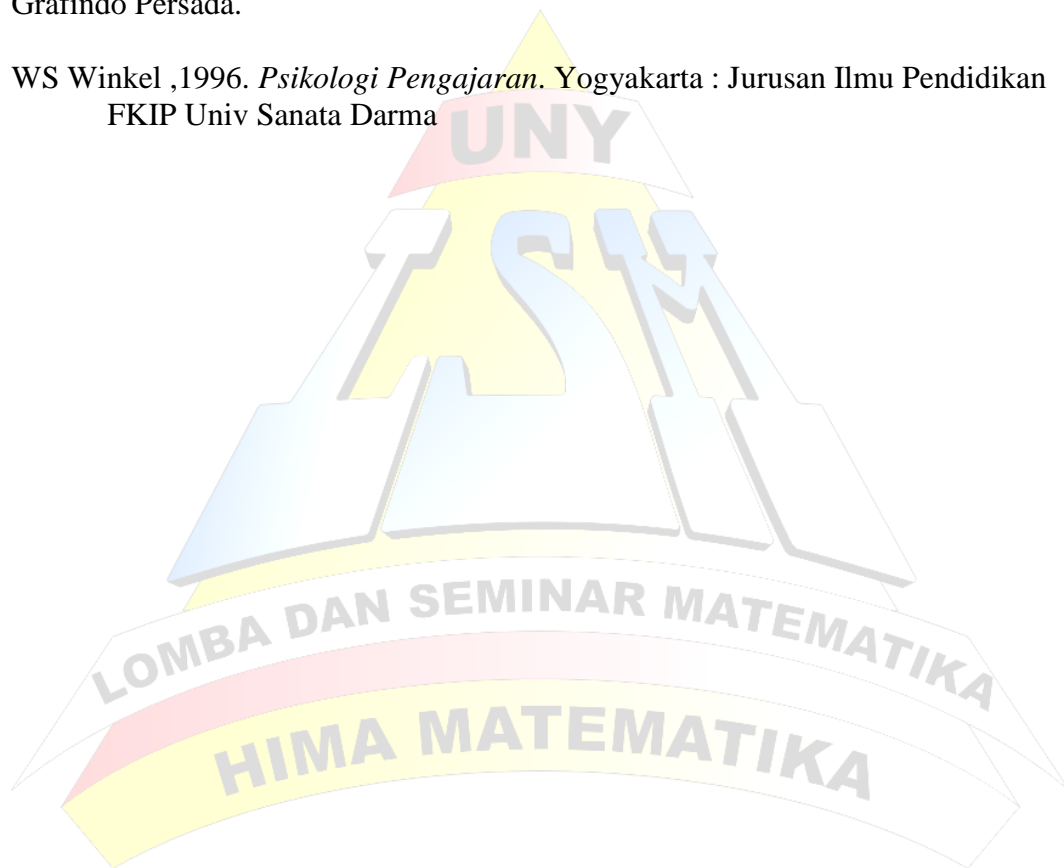 Grafindo Persada.
WS Winkel ,1996. Psikologi Pengajaran. Yogyakarta : Jurusan Ilmu Pendidikan
FKIP Univ Sanata Darma
UNY
LSM
LOMBA DAN SEMINAR MATEMATIKA
HIMA MATEMATIKA